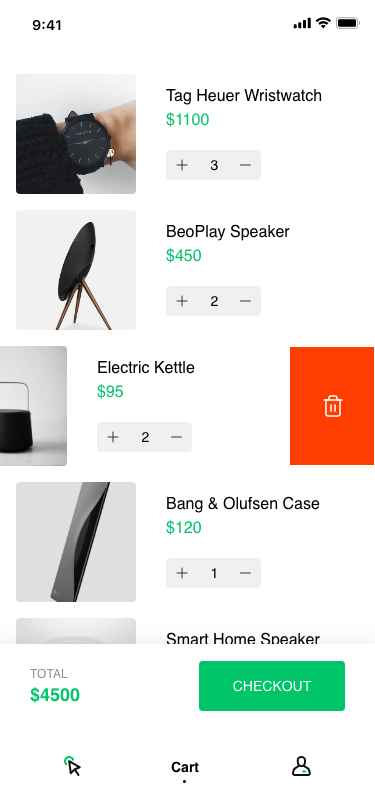 9:41
Tag Heuer Wristwatch
$1100
3
BeoPlay Speaker
$450
2
Electric Kettle
$95
2
Bang & Olufsen Case
$120
1
Smart Home Speaker
TOTAL
$4500
CHECKOUT
Cart